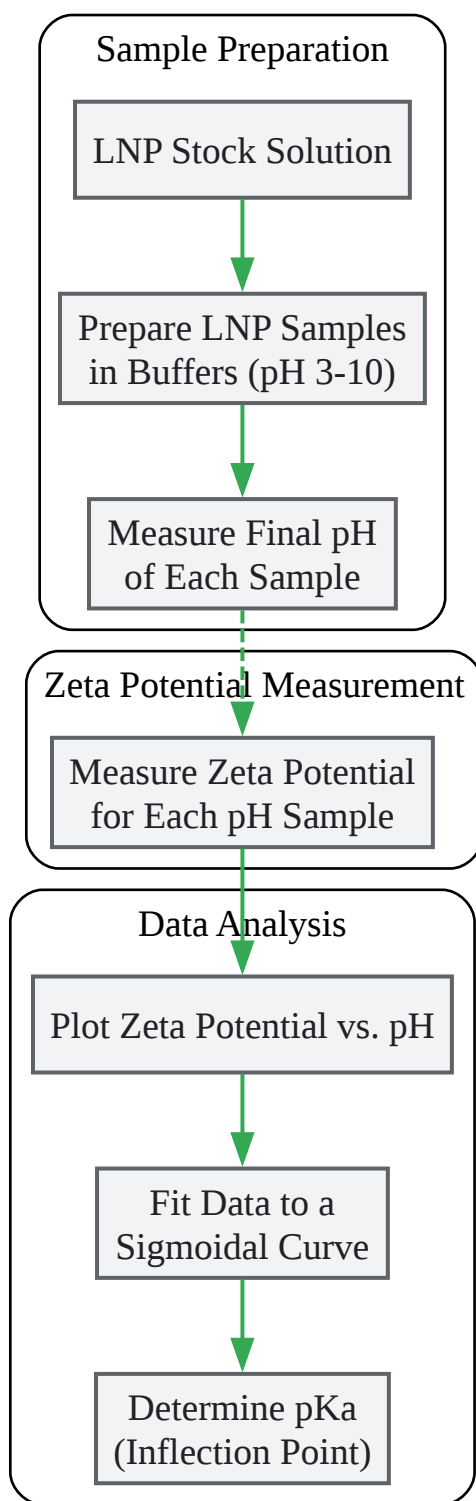 Sample Preparation
LNP Stock Solution
Prepare LNP Samples
in Buffers (pH 3-10)
Measure Final pH
of Each Sample
Zeta Potential Measurement
Measure Zeta Potential
for Each pH Sample
Data Analysis
Plot Zeta Potential vs. pH
Fit Data to a
Sigmoidal Curve
Determine pKa
(Inflection Point)